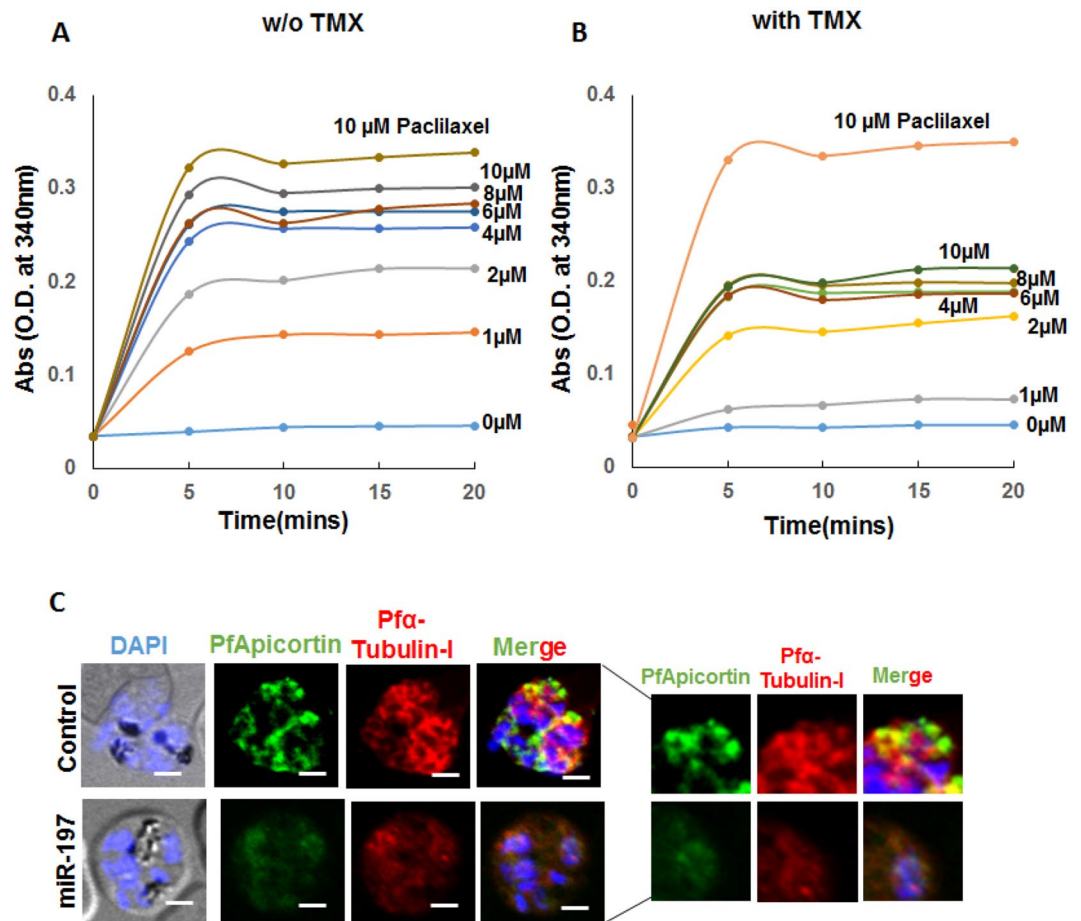 A
w/o TMX
Abs (O.D. at 340nm)
0.4
0.3
0.2
0.1
0
10 µM Paclilaxel
10µM
8µM
6µM
4µM
2µM
1µM
0µM
0 5 10 15 20
Time(mins)
B
with TMX
Abs (O.D. at 340nm)
0.4
0.3
0.2
0.1
0
10 µM Paclilaxel
10µM
8µM
6µM
4µM
2µM
1µM
0µM
0 5 10 15 20
Time(mins)
C
DAPI
PfApicortin
Pfα-
Tubulin-I
Merge
PfApicortin
Pfα-
Tubulin-I
Merge
Control
miR-197